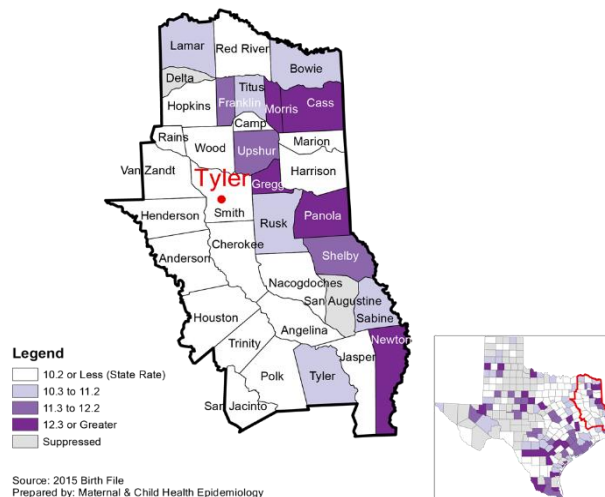 Lamar
Red River
Bowie
Delta
Titus
Hopkins
Franklin
Morris
Cass
Camp
Rains
Wood
Marion
Upshur
Van Zandt
Harrison
Tyler
Gregg
Smith
Henderson
Panola
Rusk
Cherokee
Anderson
Shelby
Nacogdoches
San Augustine
Sabine
Houston
Angelina
Newton
Trinity
Jasper
Polk
Tyler
San Jacinto
Legend
10.2 or Less (State Rate)
10.3 to 11.2
11.3 to 12.2
12.3 or Greater
Suppressed
Source: 2015 Birth File
Prepared by: Maternal & Child Health Epidemiology